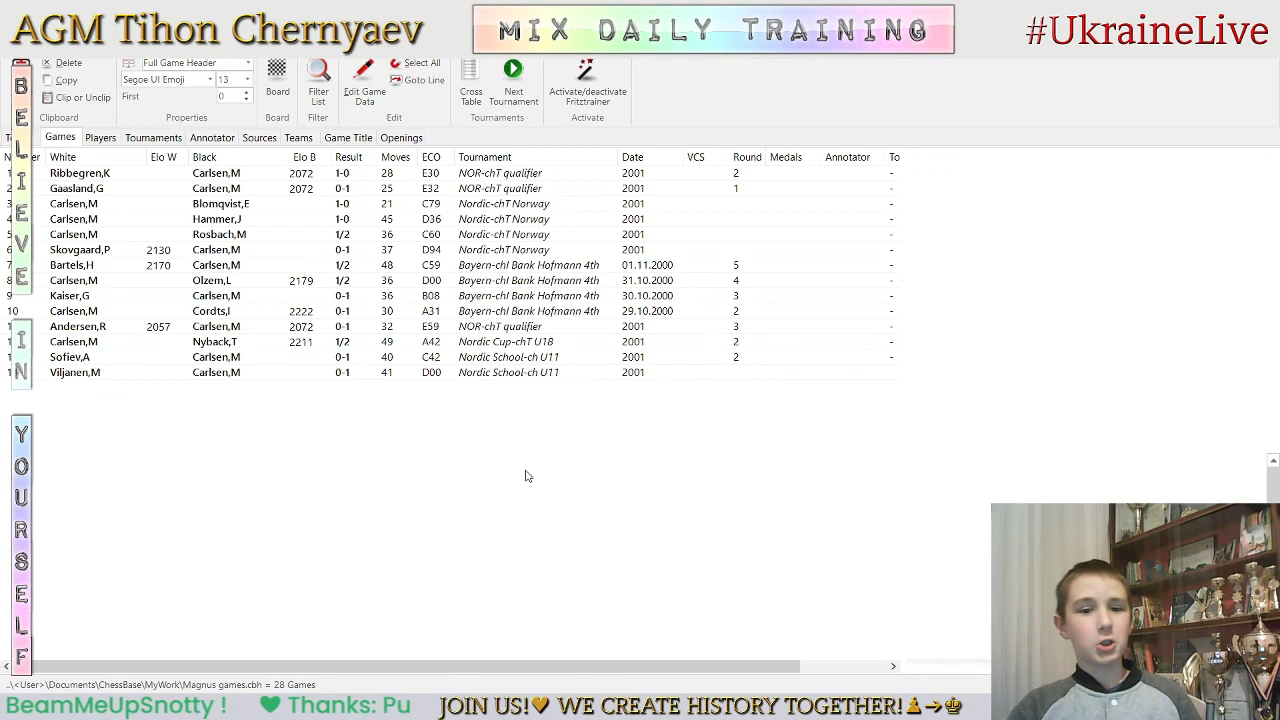 AGM Tihon Chernyaev
MIX DAILY TRAINING
#UkraineLive
BELIEVE
IN
YOURSELF
Delete
Copy
Clip or Unclip
Clipboard
Full Game Header
Segoe UI Emoji 13
First 0
Properties
Board
Board
Filter List
Filter
Edit Game Data
Select All
Goto Line
Edit
Cross Table
Next Tournament
Tournaments
Activate/deactivate Fritztrainer
Activate
Games Players Tournaments Annotator Sources Teams Game Title Openings
White Elo W Black Elo B Result Moves ECO Tournament Date VCS Round Medals Annotator To
Ribbegren,K Carlsen,M 2072 1-0 28 E30 NOR-chT qualifier 2001 2 -
Gaasland,G Carlsen,M 2072 1-0 25 E32 NOR-chT qualifier 2001 1 -
Carlsen,M Blomqvist,E 1-0 21 C79 Nordic-chT Norway 2001 -
Carlsen,M Hammer,J 1-0 45 D36 Nordic-chT Norway 2001 -
Carlsen,M Rosbach,M 1/2 36 C60 Nordic-chT Norway 2001 -
Skovgaard,P 2130 Carlsen,M 0-1 37 D94 Nordic-chT Norway 2001 -
Bartels,H 2170 Carlsen,M 1/2 48 C59 Bayern-chI Bank Hofmann 4th 01.11.2000 5 -
Carlsen,M Olzem,L 2179 1/2 36 D00 Bayern-chI Bank Hofmann 4th 31.10.2000 4 -
9 Kaiser,G Carlsen,M 0-1 36 B08 Bayern-chI Bank Hofmann 4th 30.10.2000 3 -
10 Carlsen,M Cordts,I 2222 0-1 30 A31 Bayern-chI Bank Hofmann 4th 29.10.2000 2 -
Andersen,R 2057 Carlsen,M 2072 0-1 32 E59 NOR-chT qualifier 2001 3 -
Carlsen,M Nyback,T 2211 1/2 49 A42 Nordic Cup-chT U18 2001 2 -
Sofiev,A Carlsen,M 0-1 40 C42 Nordic School-ch U11 2001 2 -
Viljanen,M Carlsen,M 0-1 41 D00 Nordic School-ch U11 2001 -
..\<User>\Documents\ChessBase\MyWork\Magnus games.cbh = 28 Games
BeamMeUpSnotty ! 💚 Thanks: Pu
JOIN US!♥ WE CREATE HISTORY TOGETHER!♟→♚